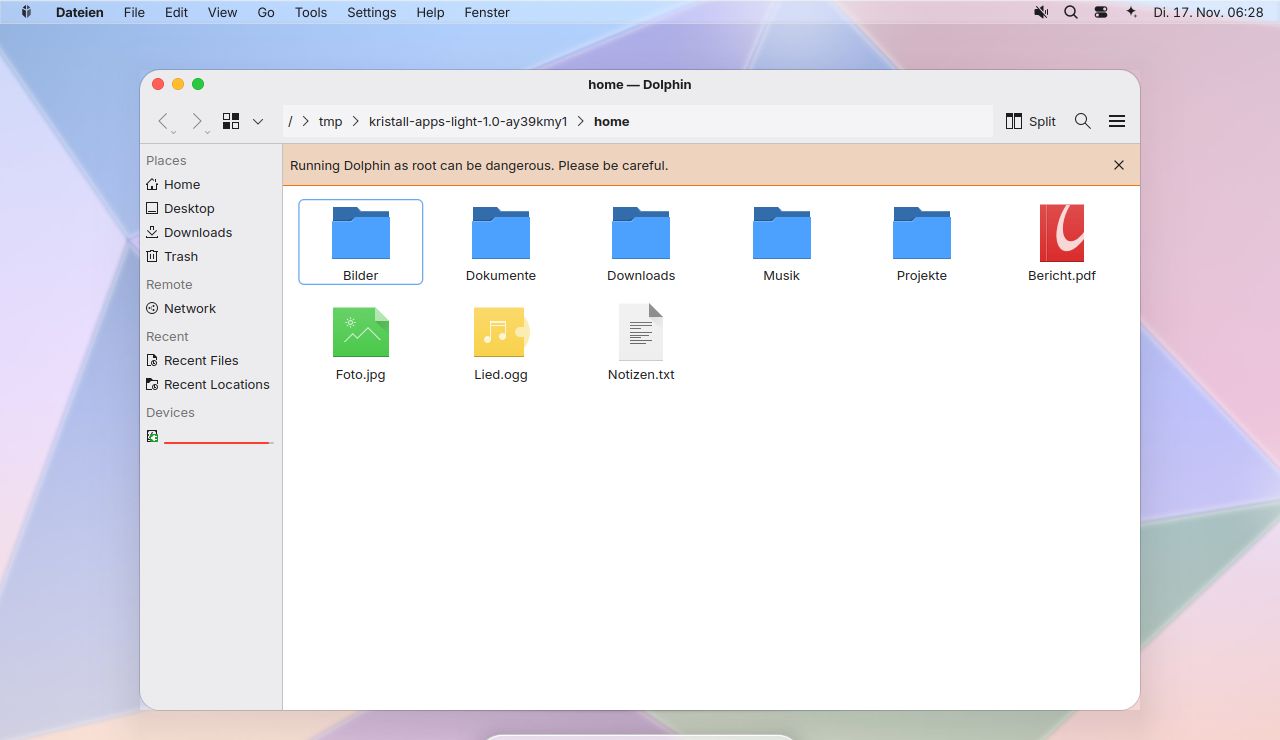 Dateien File Edit View Go Tools Settings Help Fenster Di. 17. Nov. 06:28
home — Dolphin
/ tmp kristall-apps-light-1.0-ay39kmy1 home Split
Places
Home
Desktop
Downloads
Trash
Remote
Network
Recent
Recent Files
Recent Locations
Devices
Running Dolphin as root can be dangerous. Please be careful.
Bilder Dokumente Downloads Musik Projekte Bericht.pdf
Foto.jpg Lied.ogg Notizen.txt